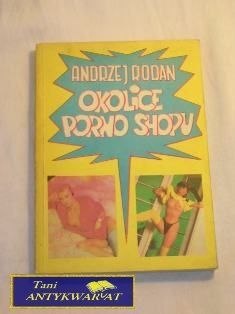 ANDRZEJ RODAN
OKOLICE
PORNO SHOPU
Tani
ANTYKWARIAT